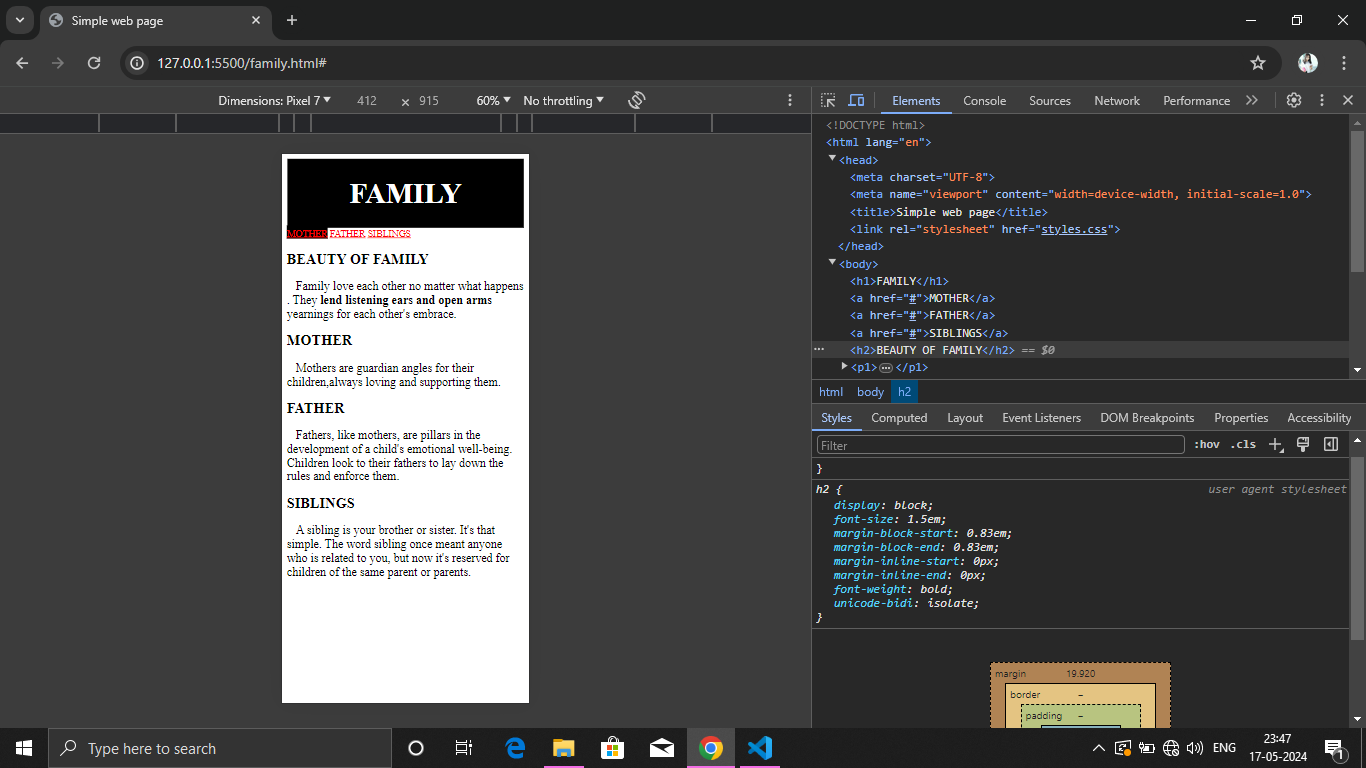 Simple web page
127.0.0.1:5500/family.html#
Dimensions: Pixel 7 412 × 915 60% No throttling
FAMILY
MOTHER FATHER SIBLINGS
BEAUTY OF FAMILY
Family love each other no matter what happens
. They lend listening ears and open arms
yearnings for each other's embrace.
MOTHER
Mothers are guardian angles for their
children,always loving and supporting them.
FATHER
Fathers, like mothers, are pillars in the
development of a child's emotional well-being.
Children look to their fathers to lay down the
rules and enforce them.
SIBLINGS
A sibling is your brother or sister. It's that
simple. The word sibling once meant anyone
who is related to you, but now it's reserved for
children of the same parent or parents.
Elements Console Sources Network Performance
<!DOCTYPE html>
<html lang="en">
<head>
<meta charset="UTF-8">
<meta name="viewport" content="width=device-width, initial-scale=1.0">
<title>Simple web page</title>
<link rel="stylesheet" href="styles.css">
</head>
<body>
<h1>FAMILY</h1>
<a href="#">MOTHER</a>
<a href="#">FATHER</a>
<a href="#">SIBLINGS</a>
<h2>BEAUTY OF FAMILY</h2> == $0
<p1>…</p1>
html body h2
Styles Computed Layout Event Listeners DOM Breakpoints Properties Accessibility
Filter :hov .cls
}
h2 { user agent stylesheet
display: block;
font-size: 1.5em;
margin-block-start: 0.83em;
margin-block-end: 0.83em;
margin-inline-start: 0px;
margin-inline-end: 0px;
font-weight: bold;
unicode-bidi: isolate;
}
margin 19.920
border –
padding –
Type here to search
ENG
23:47
17-05-2024
1